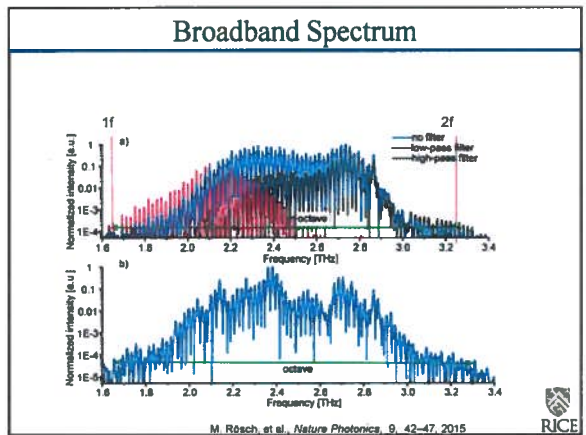 Broadband Spectrum
1f
2f
a)
no filter
low-pass filter
high-pass filter
Normalized intensity [a.u.]
1
0.1
0.01
1E-3
1E-4
octave
1.6 1.8 2.0 2.2 2.4 2.6 2.8 3.0 3.2 3.4
Frequency [THz]
b)
Normalized intensity [a.u.]
1
0.1
0.01
1E-3
1E-4
1E-5
octave
1.6 1.8 2.0 2.2 2.4 2.6 2.8 3.0 3.2 3.4
Frequency [THz]
M. Rösch, et al., Nature Photonics, 9, 42–47, 2015
RICE